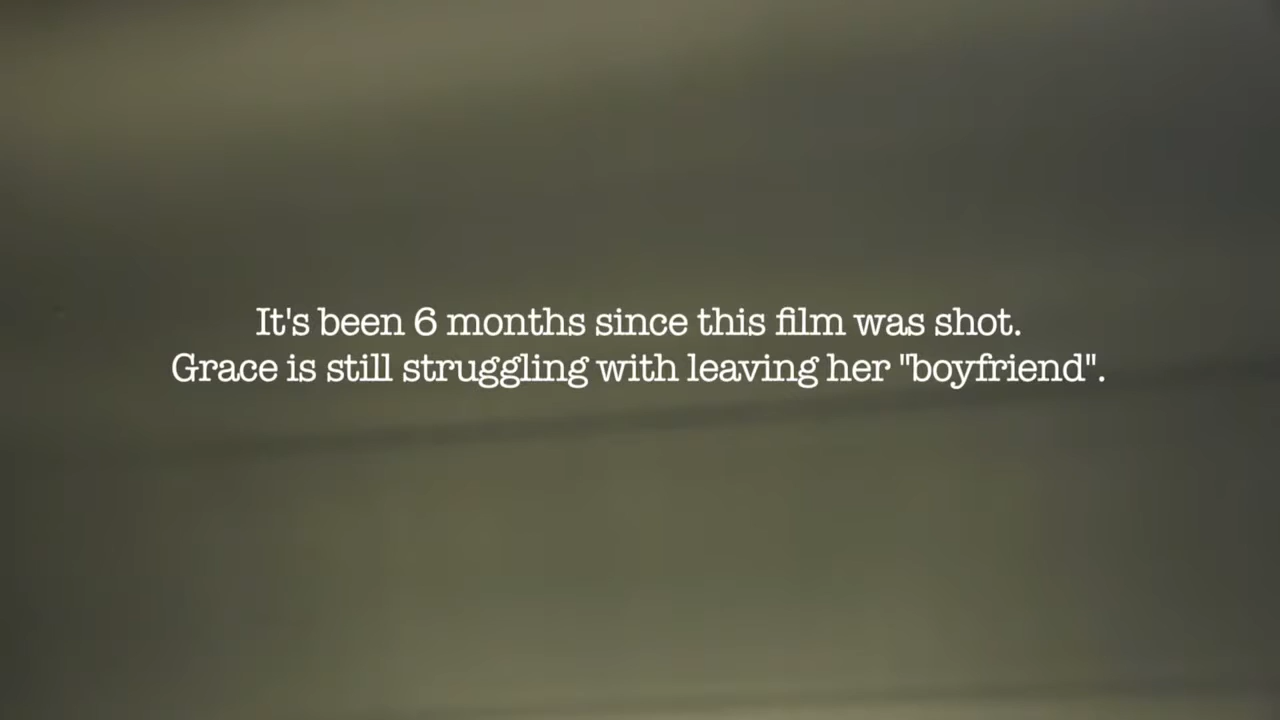 It's been 6 months since this film was shot.
Grace is still struggling with leaving her "boyfriend".